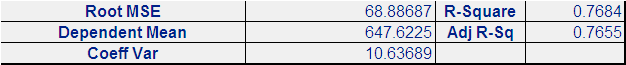 Root MSE 68.88687 R-Square 0.7684
Dependent Mean 647.6225 Adj R-Sq 0.7655
Coeff Var 10.63689